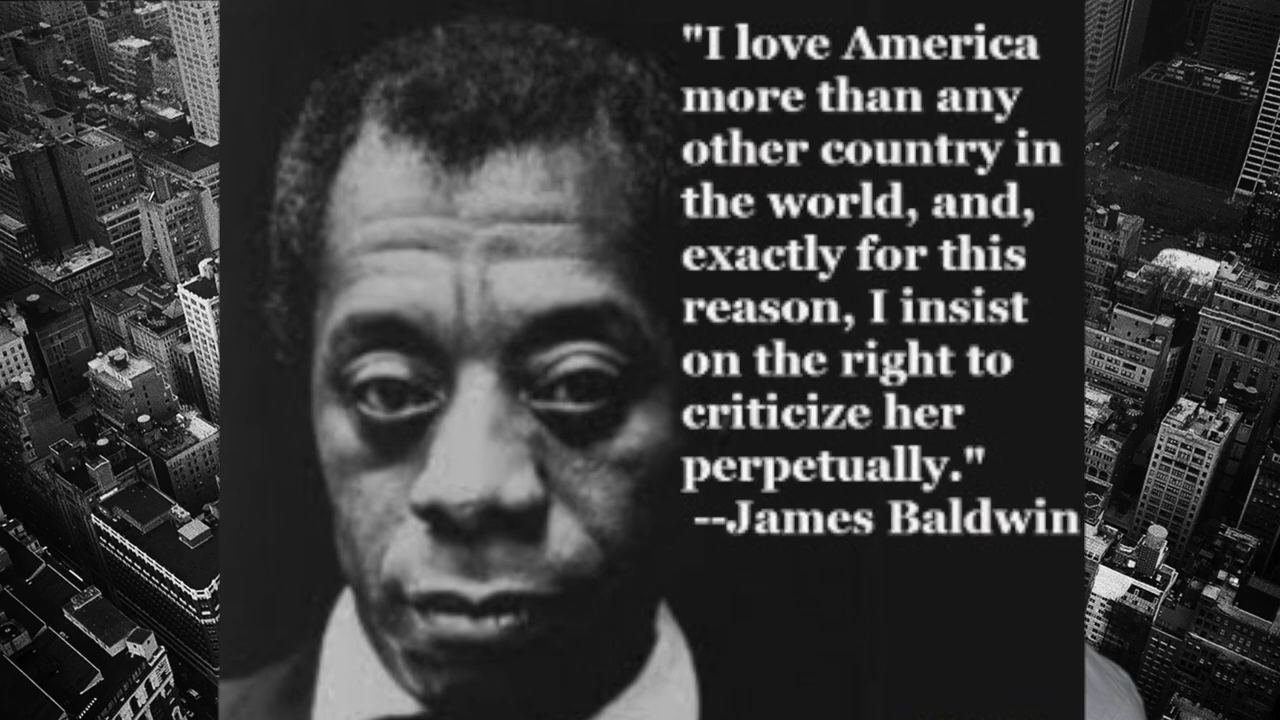 "I love America
more than any
other country in
the world, and,
exactly for this
reason, I insist
on the right to
criticize her
perpetually."
--James Baldwin